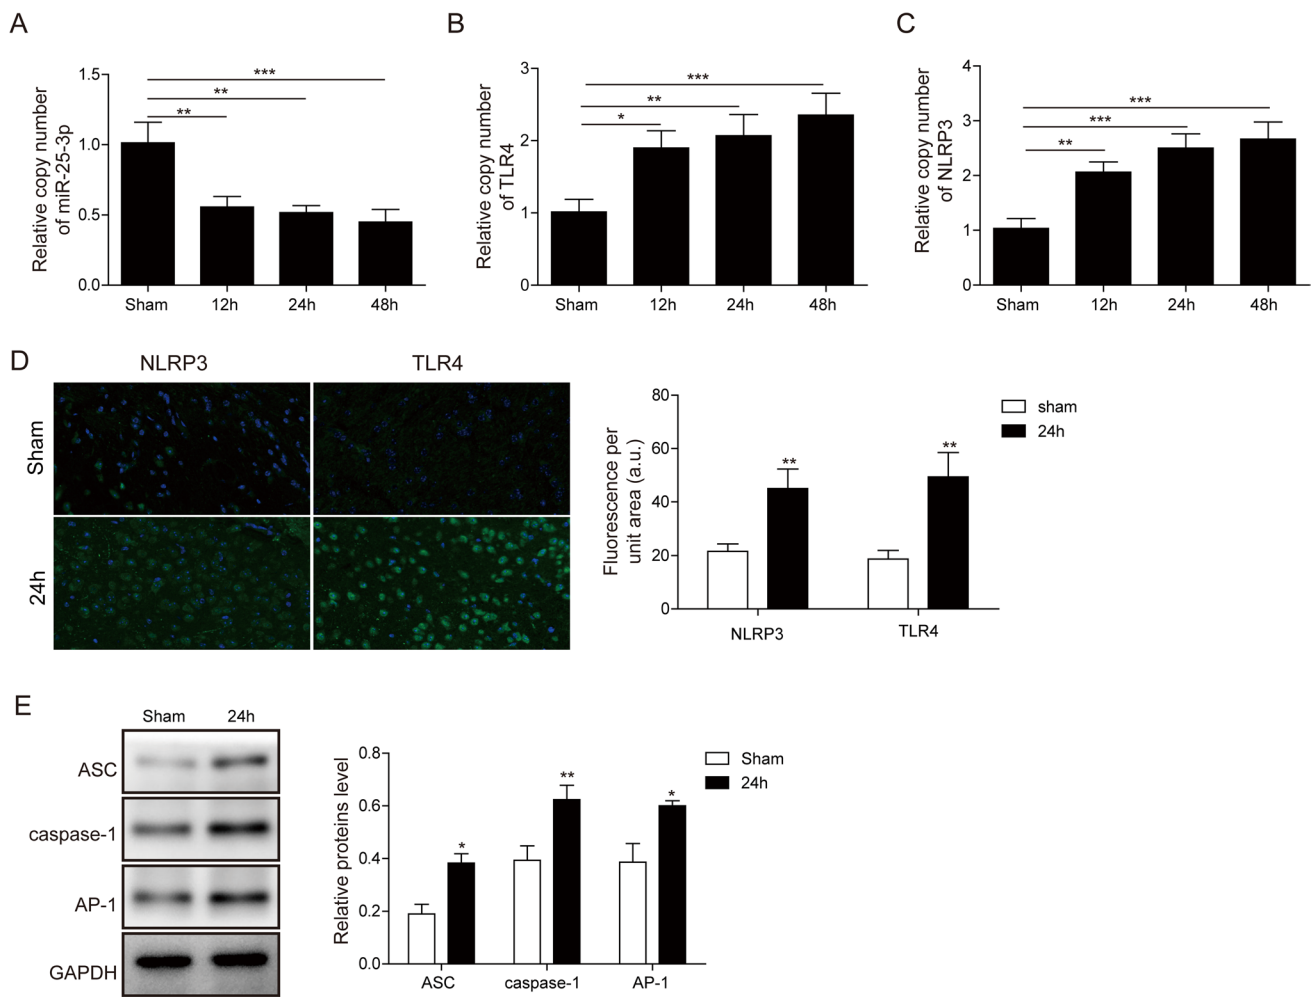 A
B
C
Relative copy number
of miR-25-3p
1.5
1.0
0.5
0.0
***
**
**
Sham
12h
24h
48h
Relative copy number
of TLR4
3
2
1
0
***
**
*
Sham
12h
24h
48h
Relative copy number
of NLRP3
4
3
2
1
0
***
***
**
Sham
12h
24h
48h
D
NLRP3
TLR4
Sham
24h
Fluorescence per
unit area (a.u.)
80
60
40
20
0
**
**
NLRP3
TLR4
sham
24h
E
Sham
24h
ASC
caspase-1
AP-1
GAPDH
Relative proteins level
0.8
0.6
0.4
0.2
0.0
*
**
*
ASC
caspase-1
AP-1
Sham
24h